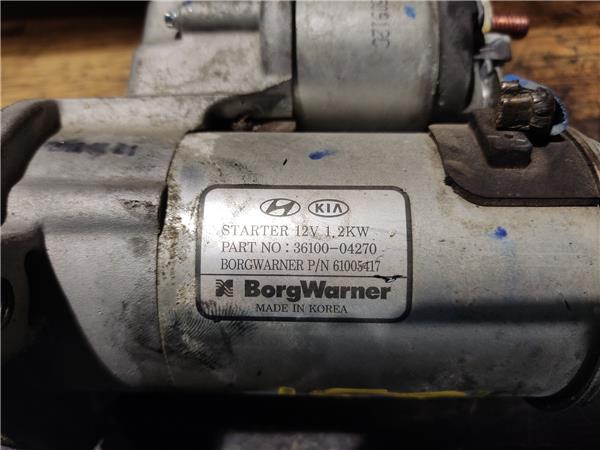 KIA
STARTER 12V 1.2KW
PART NO : 36100-04270
BORGWARNER P/N 61005417
BorgWarner
MADE IN KOREA